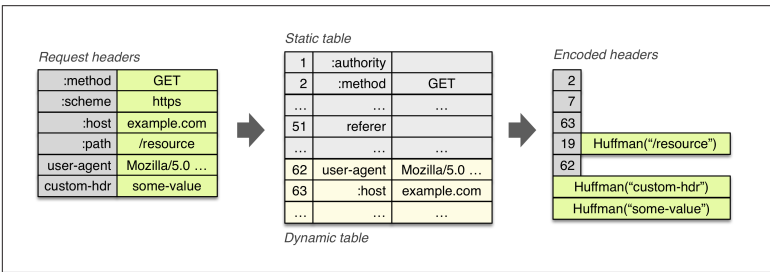 Request headers
:method GET
:scheme https
:host example.com
:path /resource
user-agent Mozilla/5.0 …
custom-hdr some-value
Static table
1 :authority
2 :method GET
… … …
51 referer
… … …
62 user-agent Mozilla/5.0 …
63 :host example.com
… … …
Dynamic table
Encoded headers
2
7
63
19 Huffman(“/resource”)
62
Huffman(“custom-hdr”)
Huffman(“some-value”)